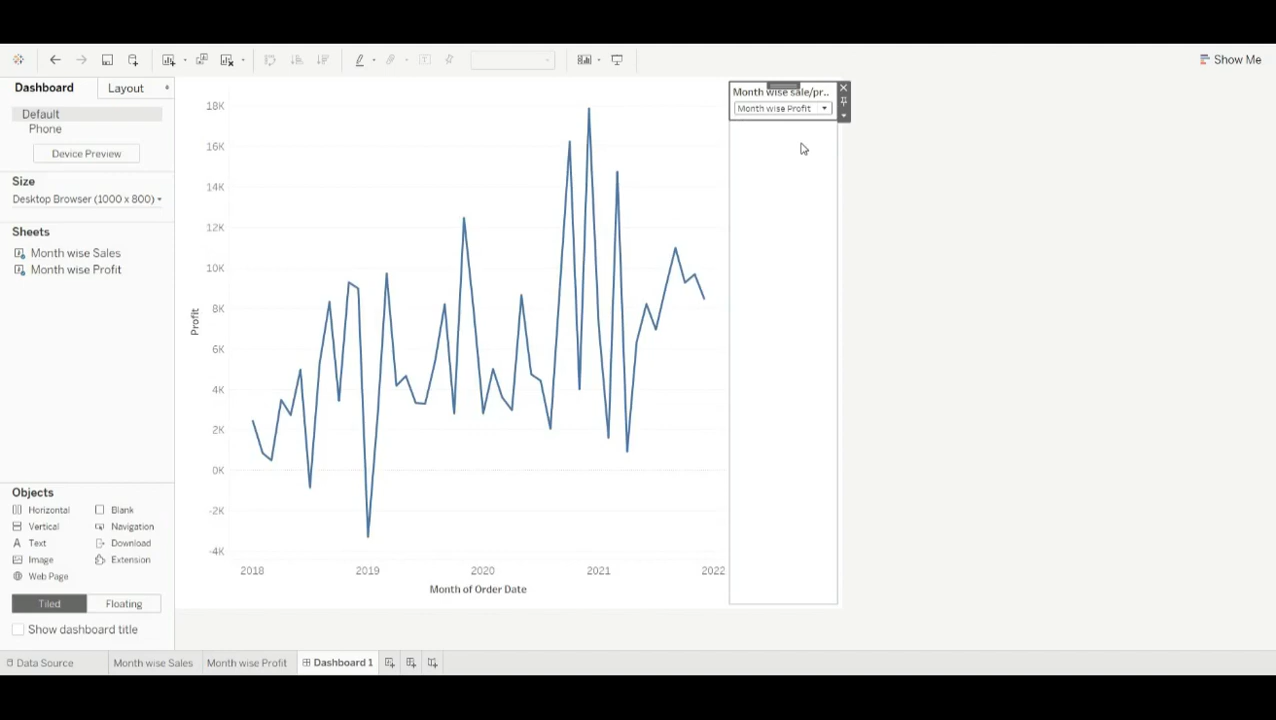 Show Me
Dashboard
Layout
Default
Phone
Device Preview
Size
Desktop Browser (1000 x 800)
Sheets
Month wise Sales
Month wise Profit
Objects
Horizontal
Blank
Vertical
Navigation
Text
Download
Image
Extension
Web Page
Tiled
Floating
Show dashboard title
18K
16K
14K
12K
10K
8K
6K
4K
2K
0K
-2K
-4K
Profit
2018
2019
2020
2021
2022
Month of Order Date
Month wise sale/pr..
Month wise Profit
Data Source
Month wise Sales
Month wise Profit
Dashboard 1